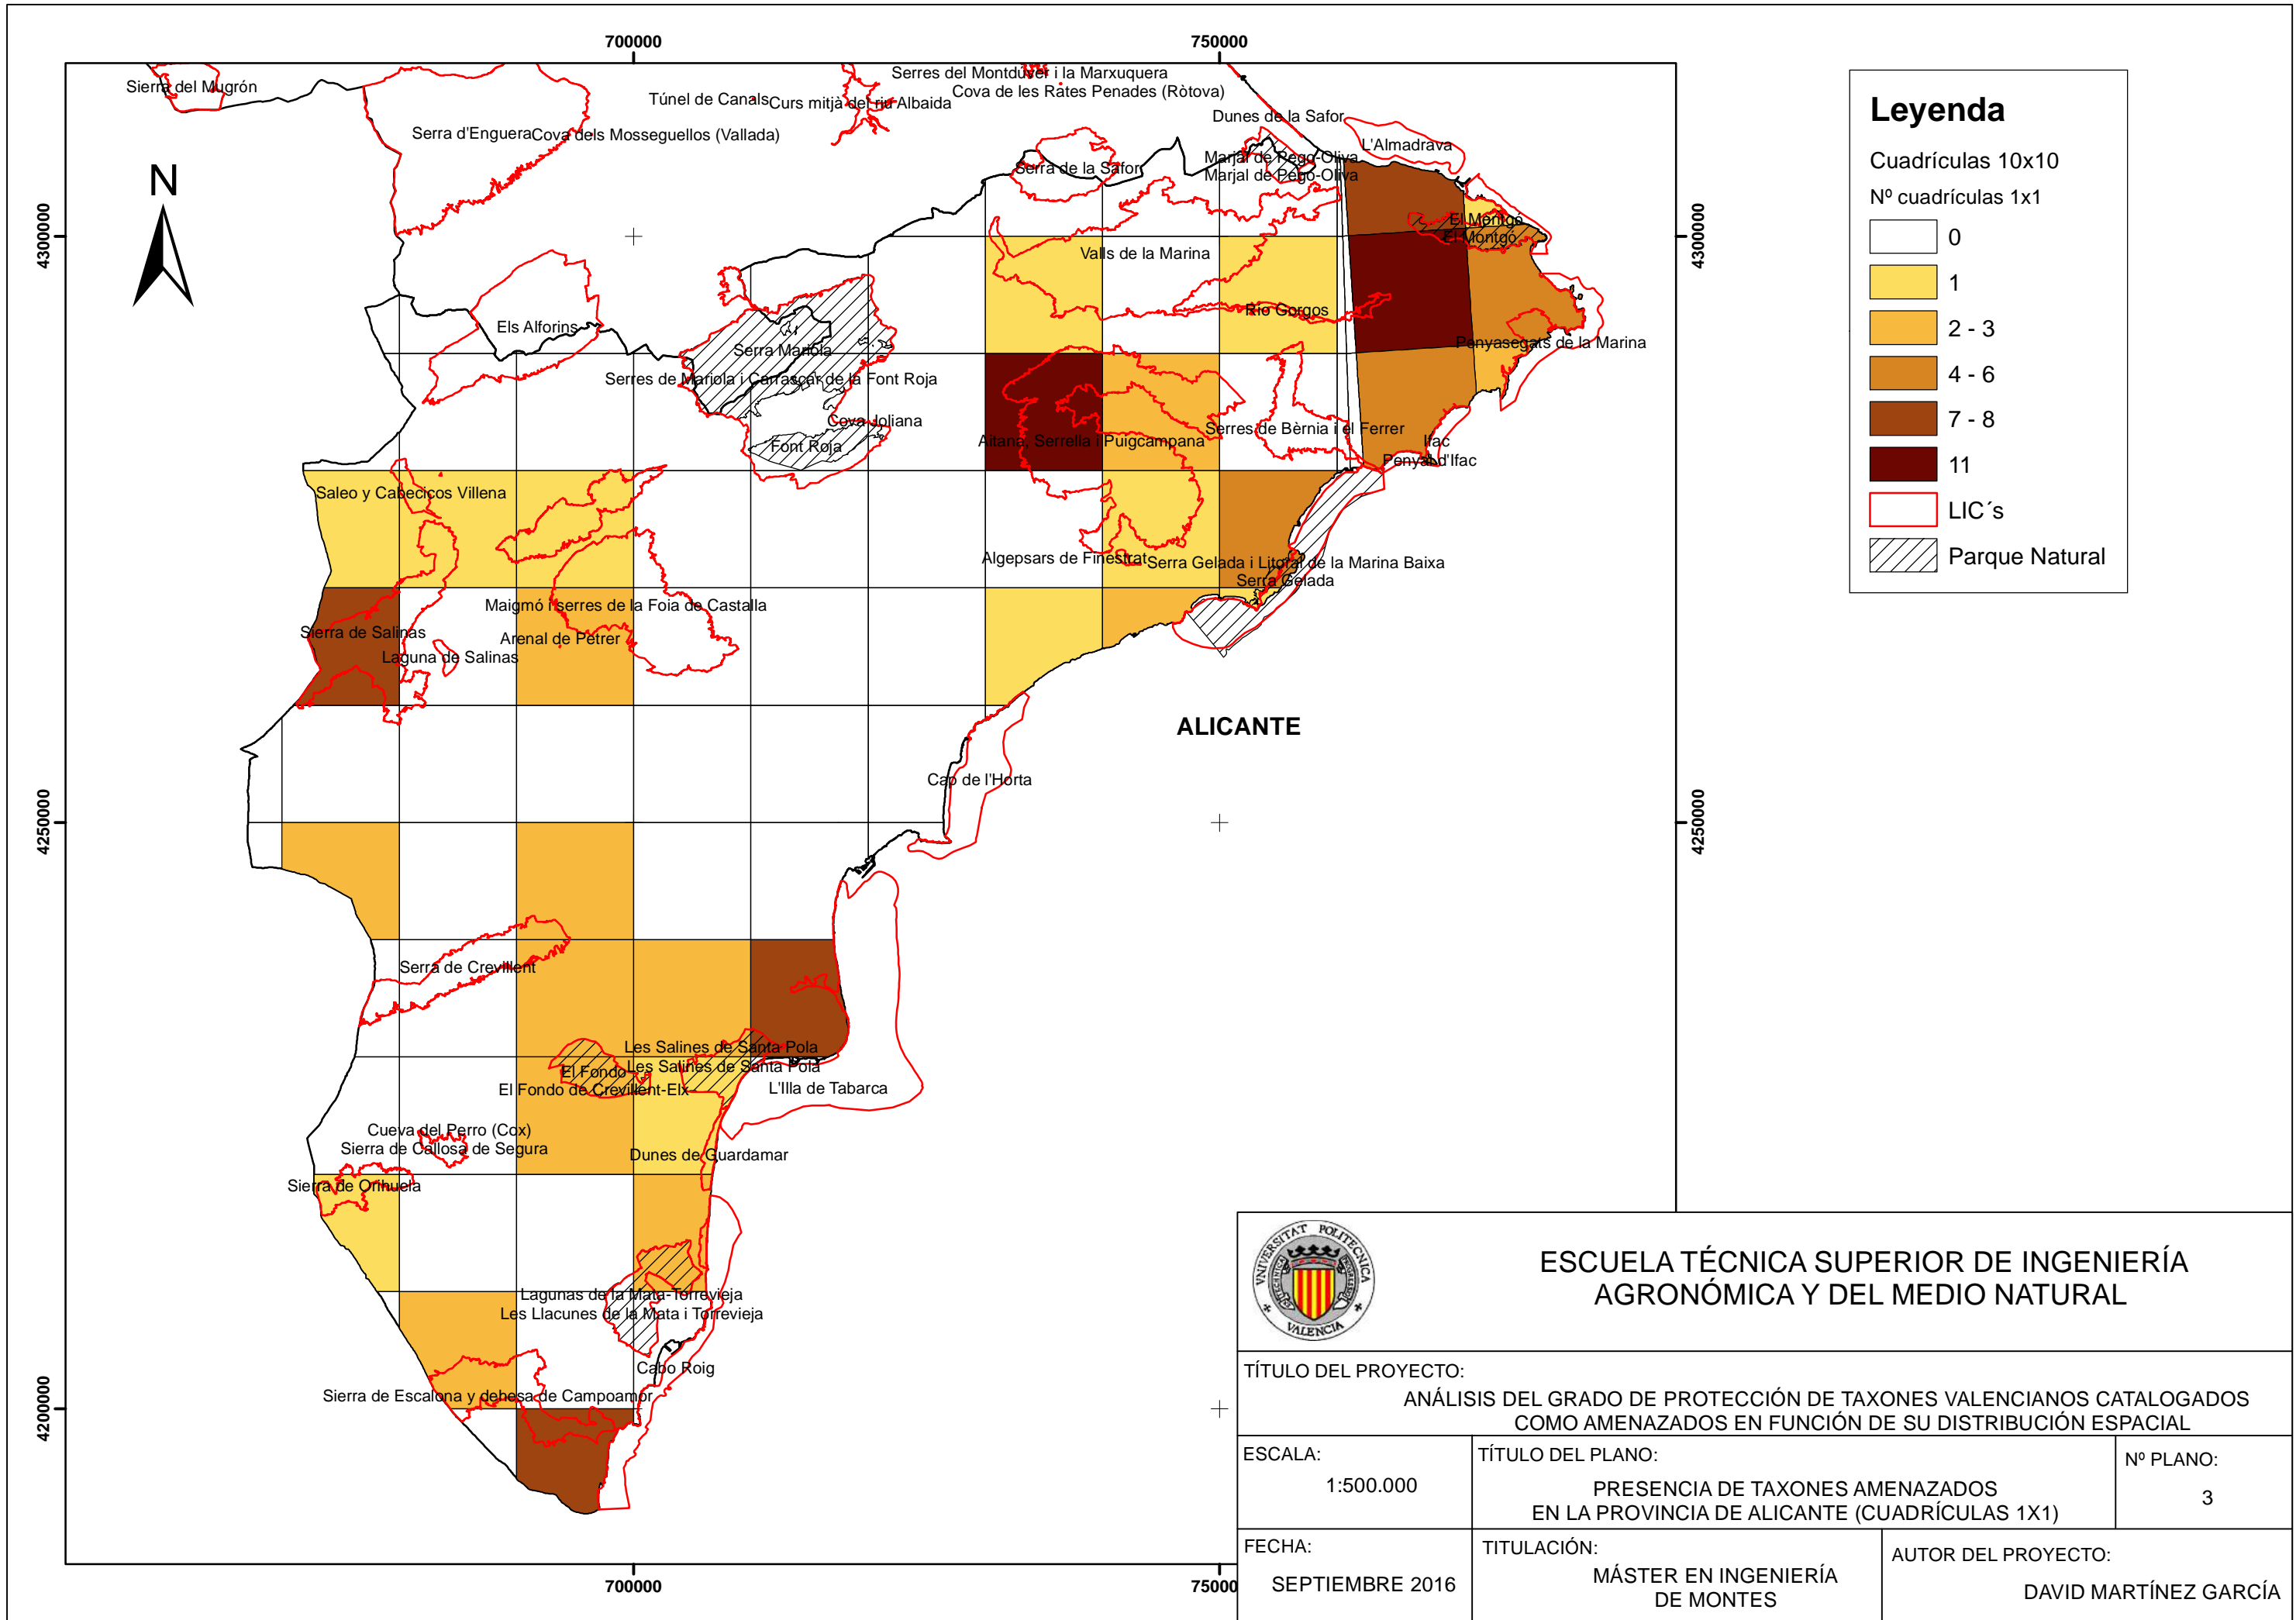 700000
750000
Sierra del Mugrón
Serres del Montdúver i la Marxuquera
Cova de les Rates Penades (Ròtova)
Túnel de Canals
Curs mitjà del riu Albaida
Serra d'Enguera
Cova dels Mosseguellos (Vallada)
Dunes de la Safor
L'Almadrava
Marjal de Pego-Oliva
Marjal de Pego-Oliva
Serra de la Safor
N
4300000
4300000
El Montgó
El Montgó
Valls de la Marina
Río Gorgos
Els Alforins
Penyasegats de la Marina
Serra Mariola
Serres de Mariola i Carrascar de la Font Roja
Cova Joliana
Font Roja
Aitana, Serrella i Puigcampana
Serres de Bèrnia i el Ferrer
Ifac
Penyal d'Ifac
Saleo y Cabecicos Villena
Algepsars de Finestrat
Serra Gelada i Litoral de la Marina Baixa
Serra Gelada
Maigmó i serres de la Foia de Castalla
Sierra de Salinas
Arenal de Petrer
Laguna de Salinas
ALICANTE
Cap de l'Horta
4250000
4250000
Serra de Crevillent
Les Salines de Santa Pola
Les Salines de Santa Pola
El Fondo
El Fondo de Crevillent-Elx
L'Illa de Tabarca
Cueva del Perro (Cox)
Sierra de Callosa de Segura
Dunes de Guardamar
Sierra de Orihuela
Lagunas de la Mata-Torrevieja
Les Llacunes de la Mata i Torrevieja
Cabo Roig
Sierra de Escalona y dehesa de Campoamor
4200000
700000
75000
Leyenda
Cuadrículas 10x10
Nº cuadrículas 1x1
0
1
2 - 3
4 - 6
7 - 8
11
LIC´s
Parque Natural
VNIVERSITAT POLITECNICA
VALENCIA
ESCUELA TÉCNICA SUPERIOR DE INGENIERÍA
AGRONÓMICA Y DEL MEDIO NATURAL
TÍTULO DEL PROYECTO:
ANÁLISIS DEL GRADO DE PROTECCIÓN DE TAXONES VALENCIANOS CATALOGADOS
COMO AMENAZADOS EN FUNCIÓN DE SU DISTRIBUCIÓN ESPACIAL
ESCALA:
1:500.000
TÍTULO DEL PLANO:
PRESENCIA DE TAXONES AMENAZADOS
EN LA PROVINCIA DE ALICANTE (CUADRÍCULAS 1X1)
Nº PLANO:
3
FECHA:
SEPTIEMBRE 2016
TITULACIÓN:
MÁSTER EN INGENIERÍA
DE MONTES
AUTOR DEL PROYECTO:
DAVID MARTÍNEZ GARCÍA